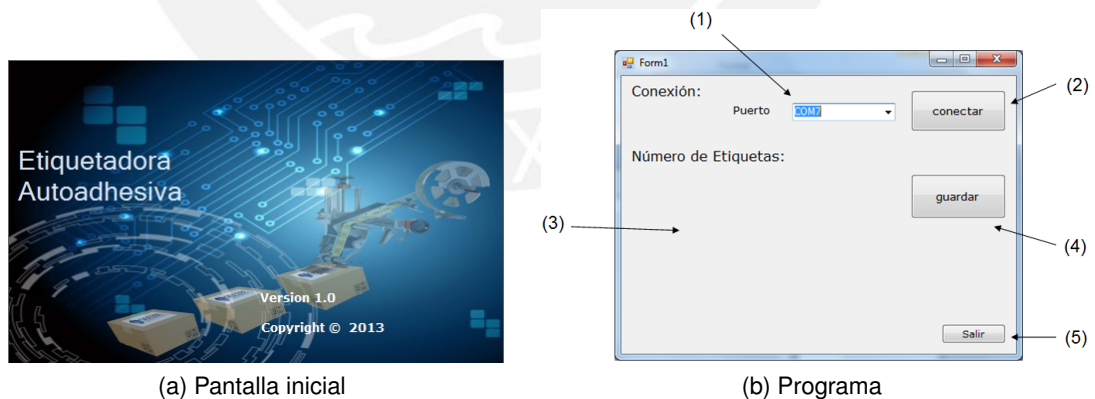 Etiquetadora
Autoadhesiva
Version 1.0
Copyright © 2013
(a) Pantalla inicial
(1)
Form1
Conexión:
Puerto COM7 conectar
(2)
Número de Etiquetas:
guardar
(3)
(4)
Salir
(5)
(b) Programa